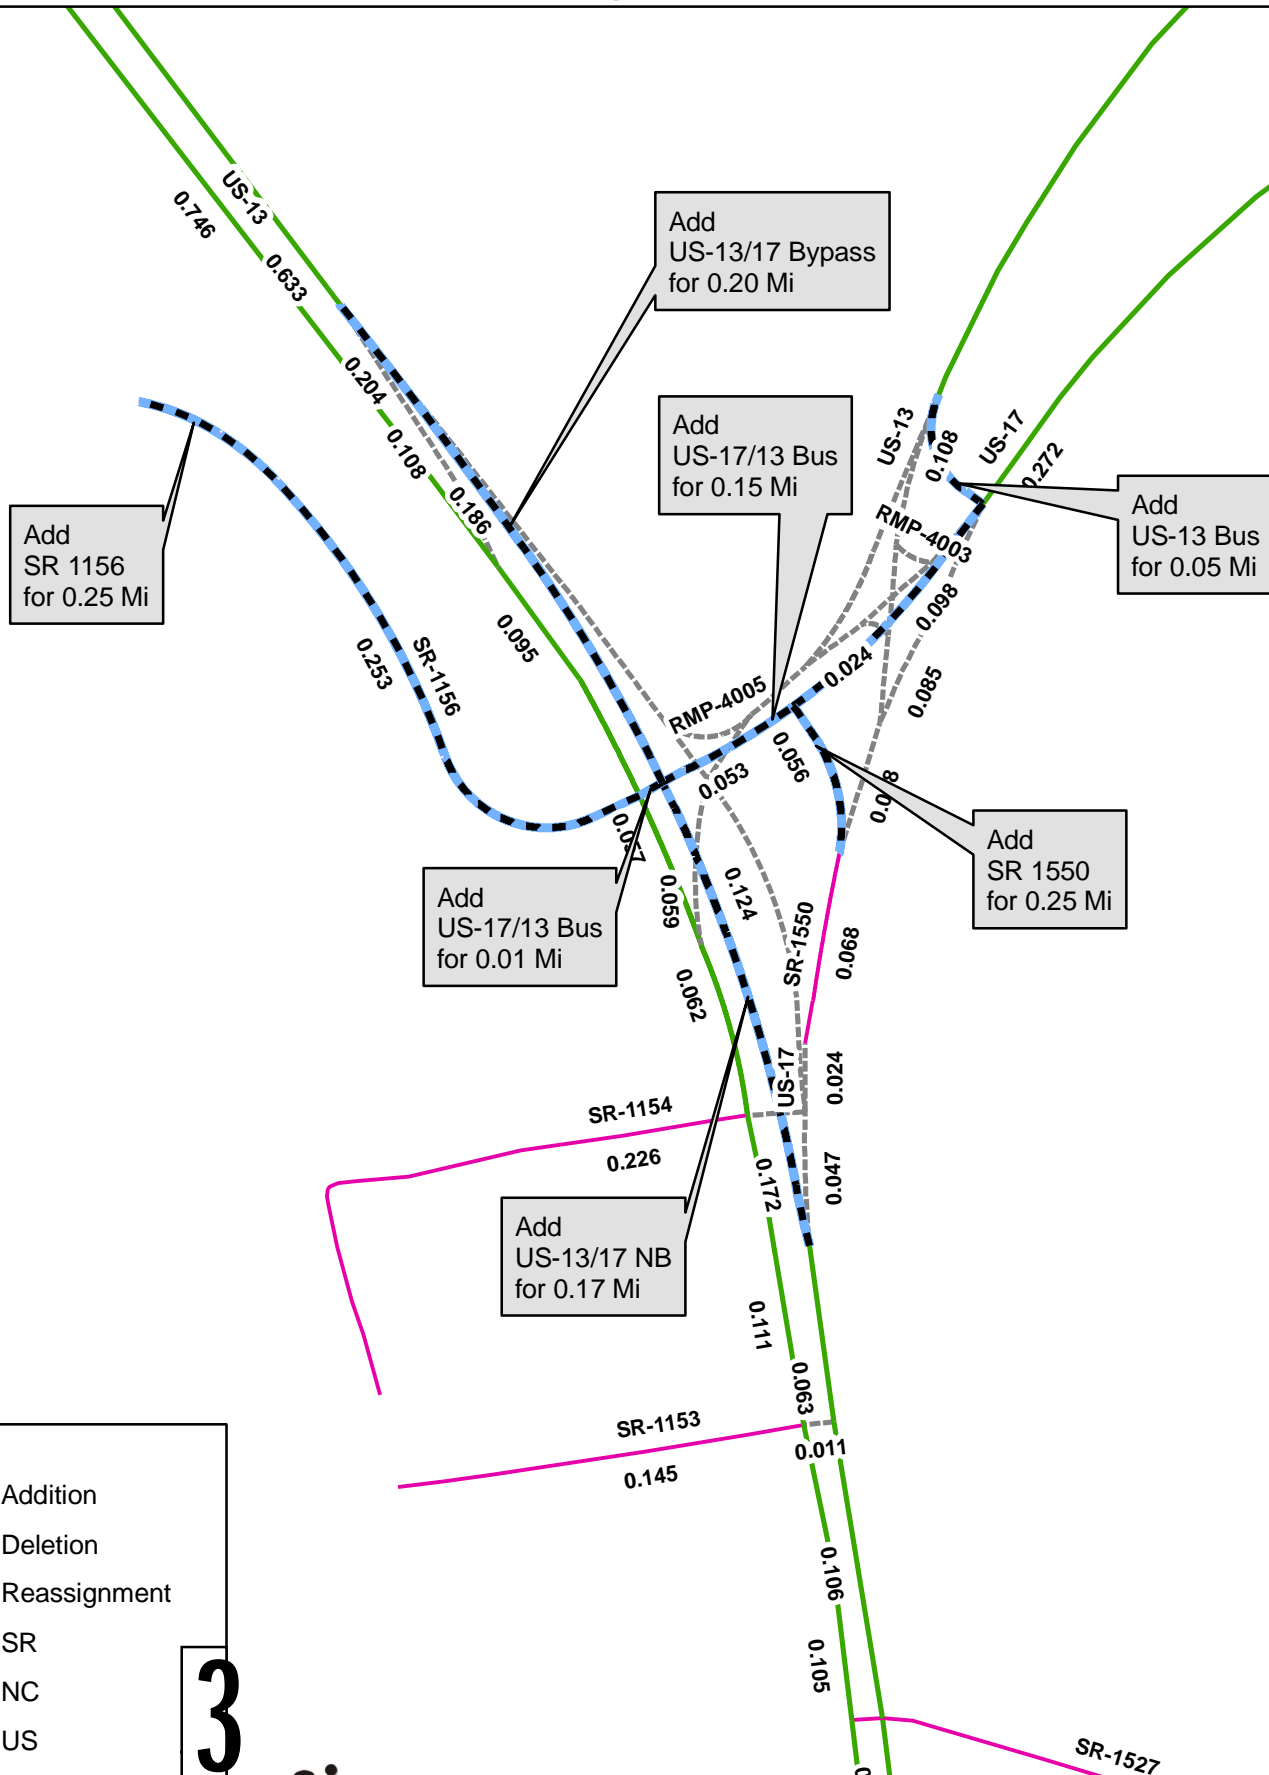 US-13
0.746
0.633
Add
US-13/17 Bypass
for 0.20 Mi
0.204
0.108
0.186
Add
US-17/13 Bus
for 0.15 Mi
US-13
0.108
US-17
0.272
RMP-4003
Add
US-13 Bus
for 0.05 Mi
Add
SR 1156
for 0.25 Mi
0.098
0.095
0.253
SR-1156
0.024
0.085
RMP-4005
0.056
0.053
Add
SR 1550
for 0.25 Mi
Add
US-17/13 Bus
for 0.01 Mi
0.059
0.124
SR-1550
0.068
0.062
US-17
0.024
SR-1154
0.226
0.172
0.047
Add
US-13/17 NB
for 0.17 Mi
0.111
0.063
SR-1153
0.011
0.145
Addition
Deletion
Reassignment
SR
NC
US
3
0.106
0.105
SR-1527